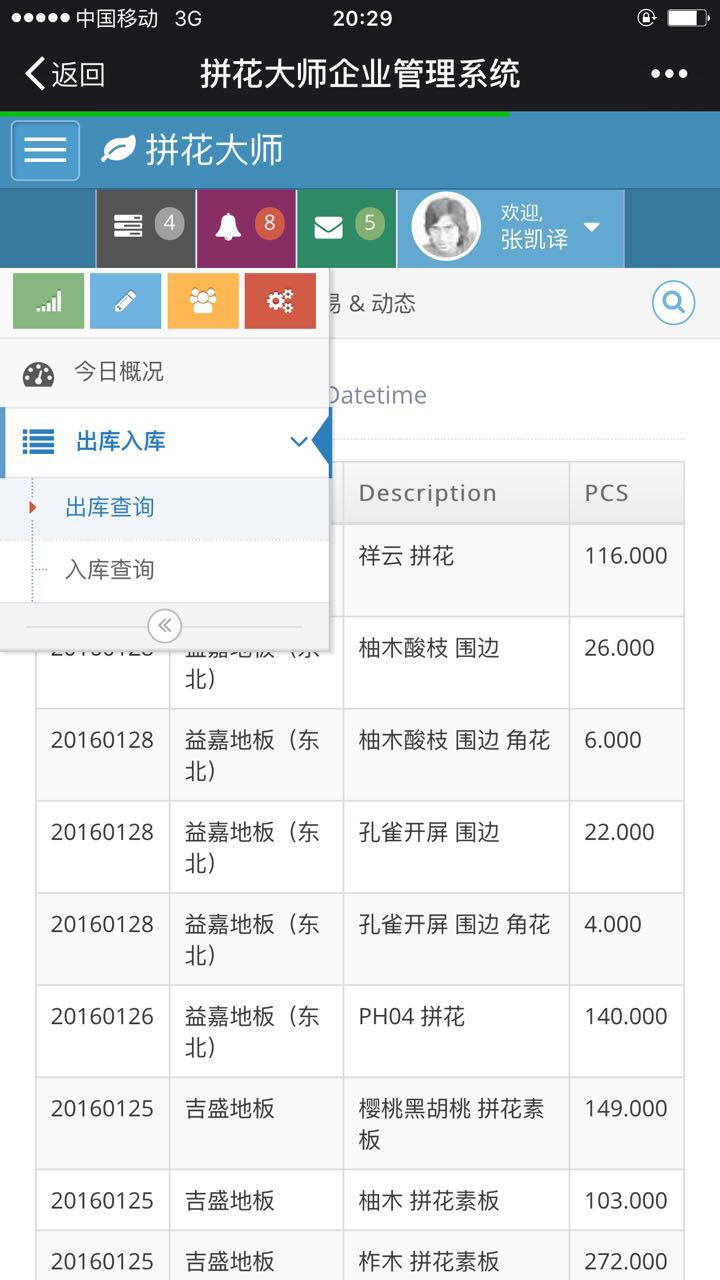 中国移动 3G 20:29
返回 拼花大师企业管理系统
拼花大师
4 8 5 欢迎,
张凯译
& 动态
今日概况
Datetime
出库入库
Description PCS
出库查询
祥云 拼花 116.000
入库查询
柚木酸枝 围边 26.000
北）
20160128 益嘉地板（东 柚木酸枝 围边 角花 6.000
北）
20160128 益嘉地板（东 孔雀开屏 围边 22.000
北）
20160128 益嘉地板（东 孔雀开屏 围边 角花 4.000
北）
20160126 益嘉地板（东 PH04 拼花 140.000
北）
20160125 吉盛地板 樱桃黑胡桃 拼花素 149.000
板
20160125 吉盛地板 柚木 拼花素板 103.000
20160125 吉盛地板 柞木 拼花素板 272.000